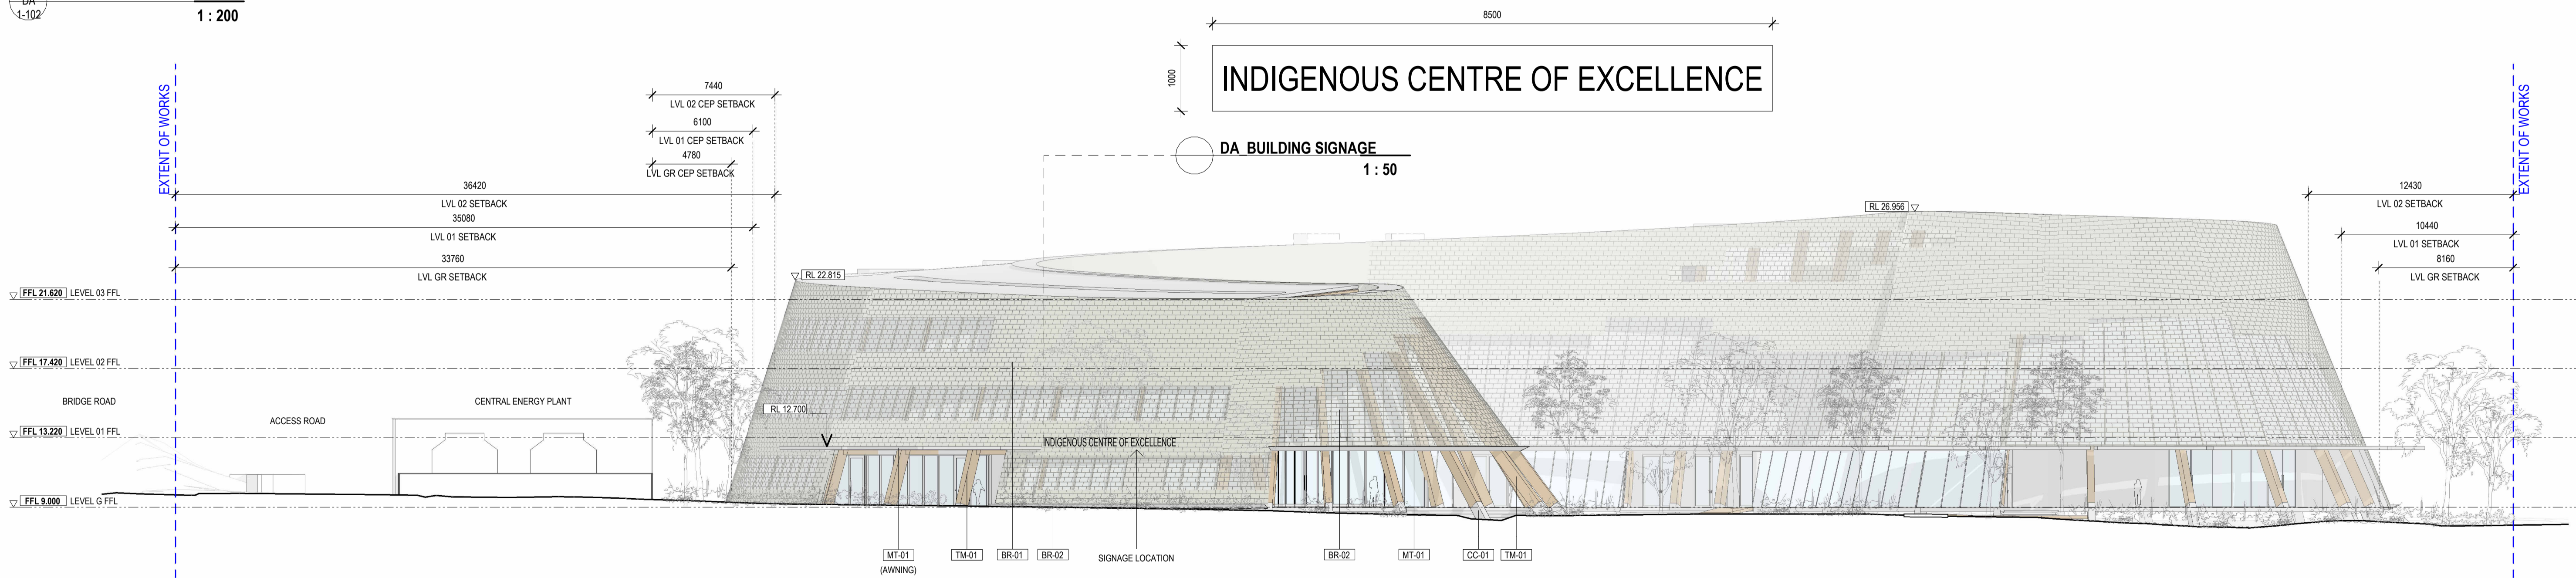 DA
1-102
1 : 200
8500
1000
INDIGENOUS CENTRE OF EXCELLENCE
DA_BUILDING SIGNAGE
1 : 50
EXTENT OF WORKS
EXTENT OF WORKS
7440
LVL 02 CEP SETBACK
6100
LVL 01 CEP SETBACK
4780
LVL GR CEP SETBACK
36420
LVL 02 SETBACK
35080
LVL 01 SETBACK
33760
LVL GR SETBACK
12430
LVL 02 SETBACK
10440
LVL 01 SETBACK
8160
LVL GR SETBACK
RL 26.956
RL 22.815
FFL 21.620 LEVEL 03 FFL
FFL 17.420 LEVEL 02 FFL
BRIDGE ROAD
ACCESS ROAD
CENTRAL ENERGY PLANT
RL 12.700
FFL 13.220 LEVEL 01 FFL
INDIGENOUS CENTRE OF EXCELLENCE
FFL 9.000 LEVEL G FFL
MT-01
(AWNING)
TM-01
BR-01
BR-02
SIGNAGE LOCATION
BR-02
MT-01
CC-01
TM-01